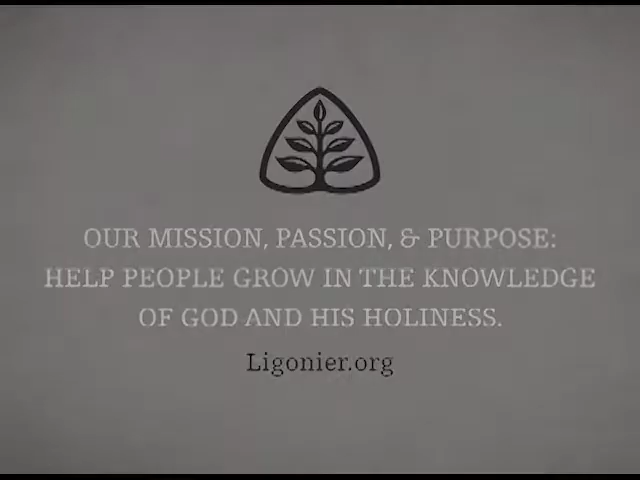 OUR MISSION, PASSION, & PURPOSE:
HELP PEOPLE GROW IN THE KNOWLEDGE
OF GOD AND HIS HOLINESS.
Ligonier.org